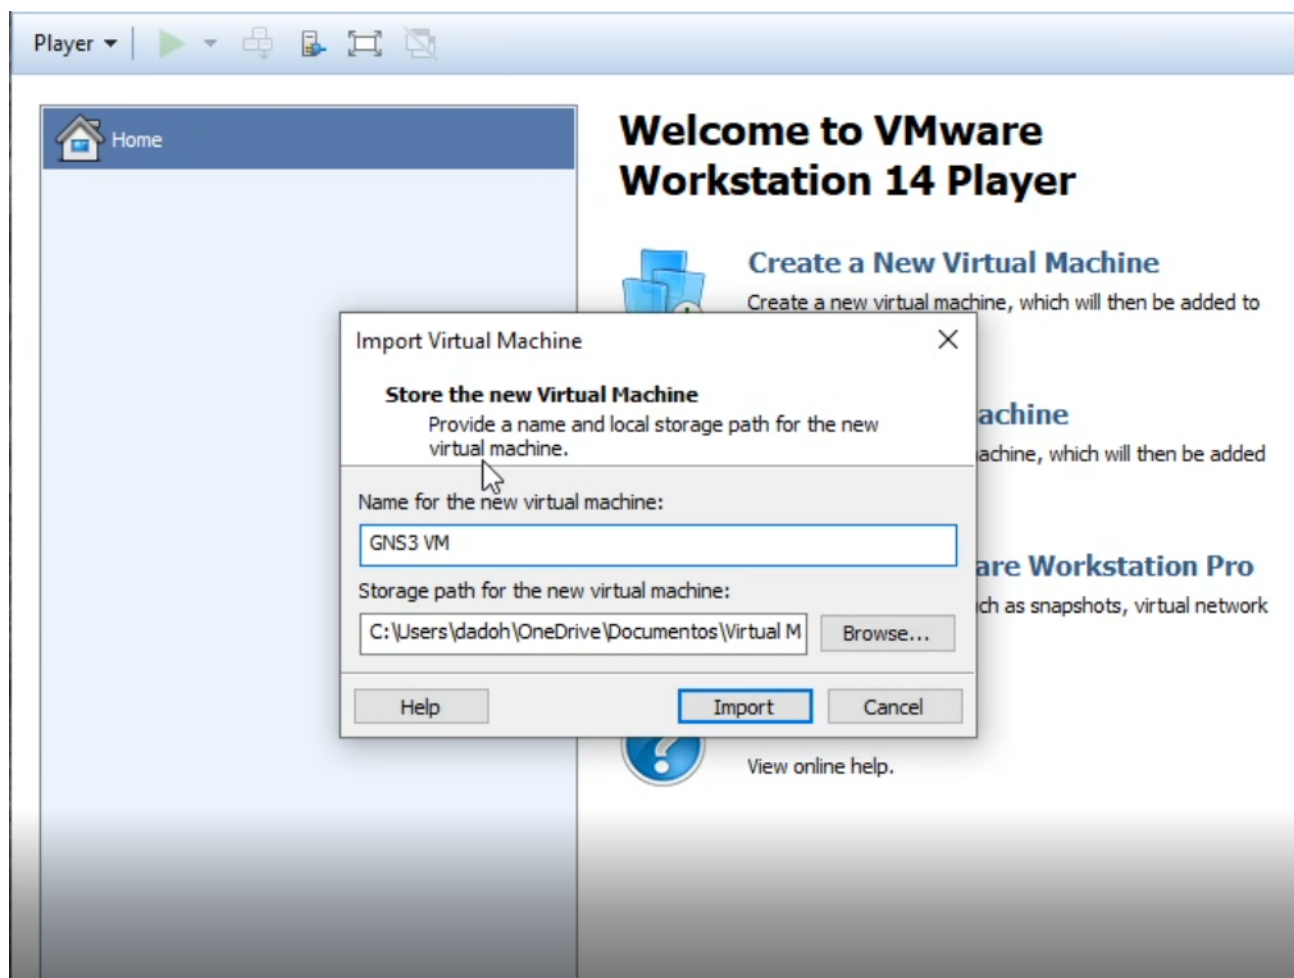 Player
Home
Welcome to VMware
Workstation 14 Player
Create a New Virtual Machine
Create a new virtual machine, which will then be added to
Import Virtual Machine
Store the new Virtual Machine
Provide a name and local storage path for the new
virtual machine.
achine
achine, which will then be added
Name for the new virtual machine:
GNS3 VM
are Workstation Pro
Storage path for the new virtual machine:
ch as snapshots, virtual network
C:\Users\dadoh\OneDrive\Documentos\Virtual M
Browse...
Help
Import
Cancel
View online help.